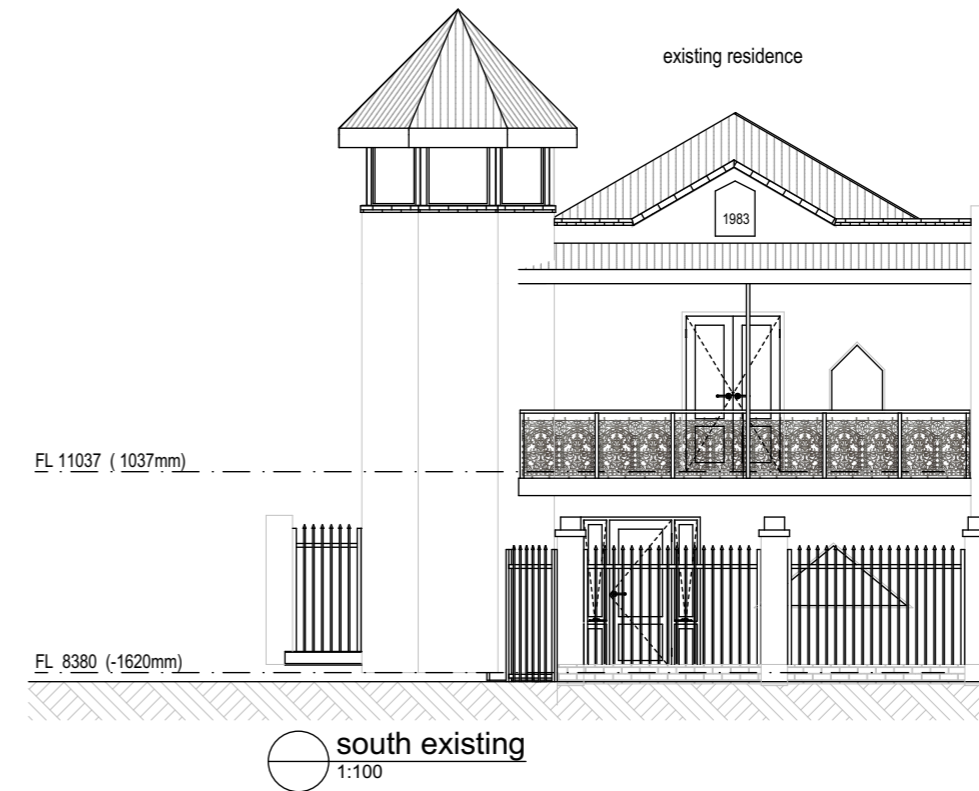 existing residence
1983
FL 11037 ( 1037mm)
FL 8380 (-1620mm)
south existing
1:100